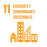 11 CIUDADES Y
COMUNIDADES
SOSTENIBLES